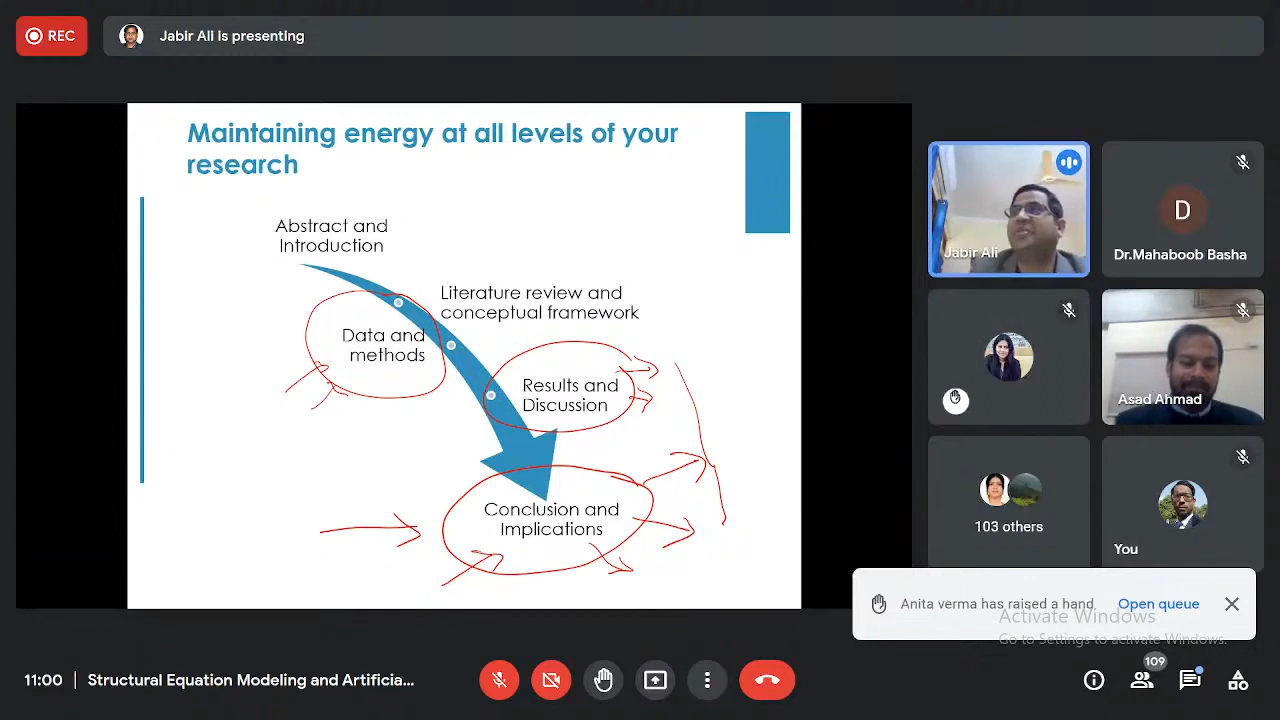 REC
Jabir Ali is presenting
Maintaining energy at all levels of your
research
Abstract and
Introduction
Literature review and
conceptual framework
Data and
methods
Results and
Discussion
Conclusion and
Implications
Jabir Ali
D
Dr.Mahaboob Basha
Asad Ahmad
103 others
You
Anita verma has raised a hand
Open queue
Activate Windows
Go to Settings to activate Windows.
11:00
Structural Equation Modeling and Artificia...
109